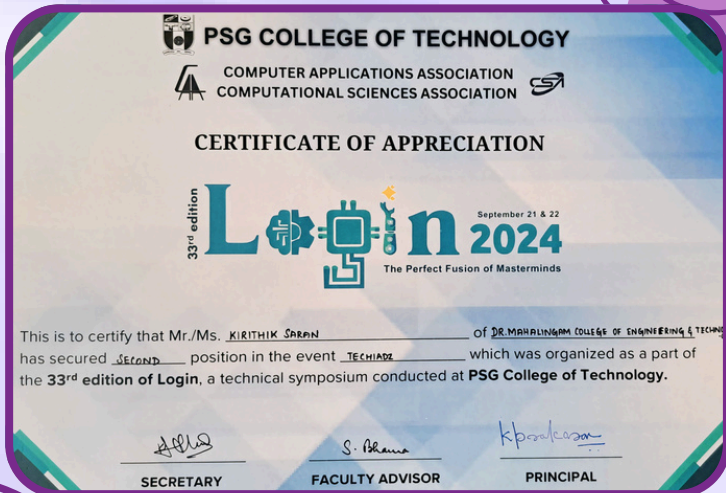 PSG COLLEGE OF TECHNOLOGY
COMPUTER APPLICATIONS ASSOCIATION
COMPUTATIONAL SCIENCES ASSOCIATION
CSA
CERTIFICATE OF APPRECIATION
33rd edition
Login
September 21 & 22
2024
The Perfect Fusion of Masterminds
This is to certify that Mr./Ms. KIRITHIK SARAN of DR.MAHALINGAM COLLEGE OF ENGINEERING & TECHNO
has secured SECOND position in the event TECHIADZ which was organized as a part of
the 33rd edition of Login, a technical symposium conducted at PSG College of Technology.
S. Bhama
SECRETARY
FACULTY ADVISOR
PRINCIPAL